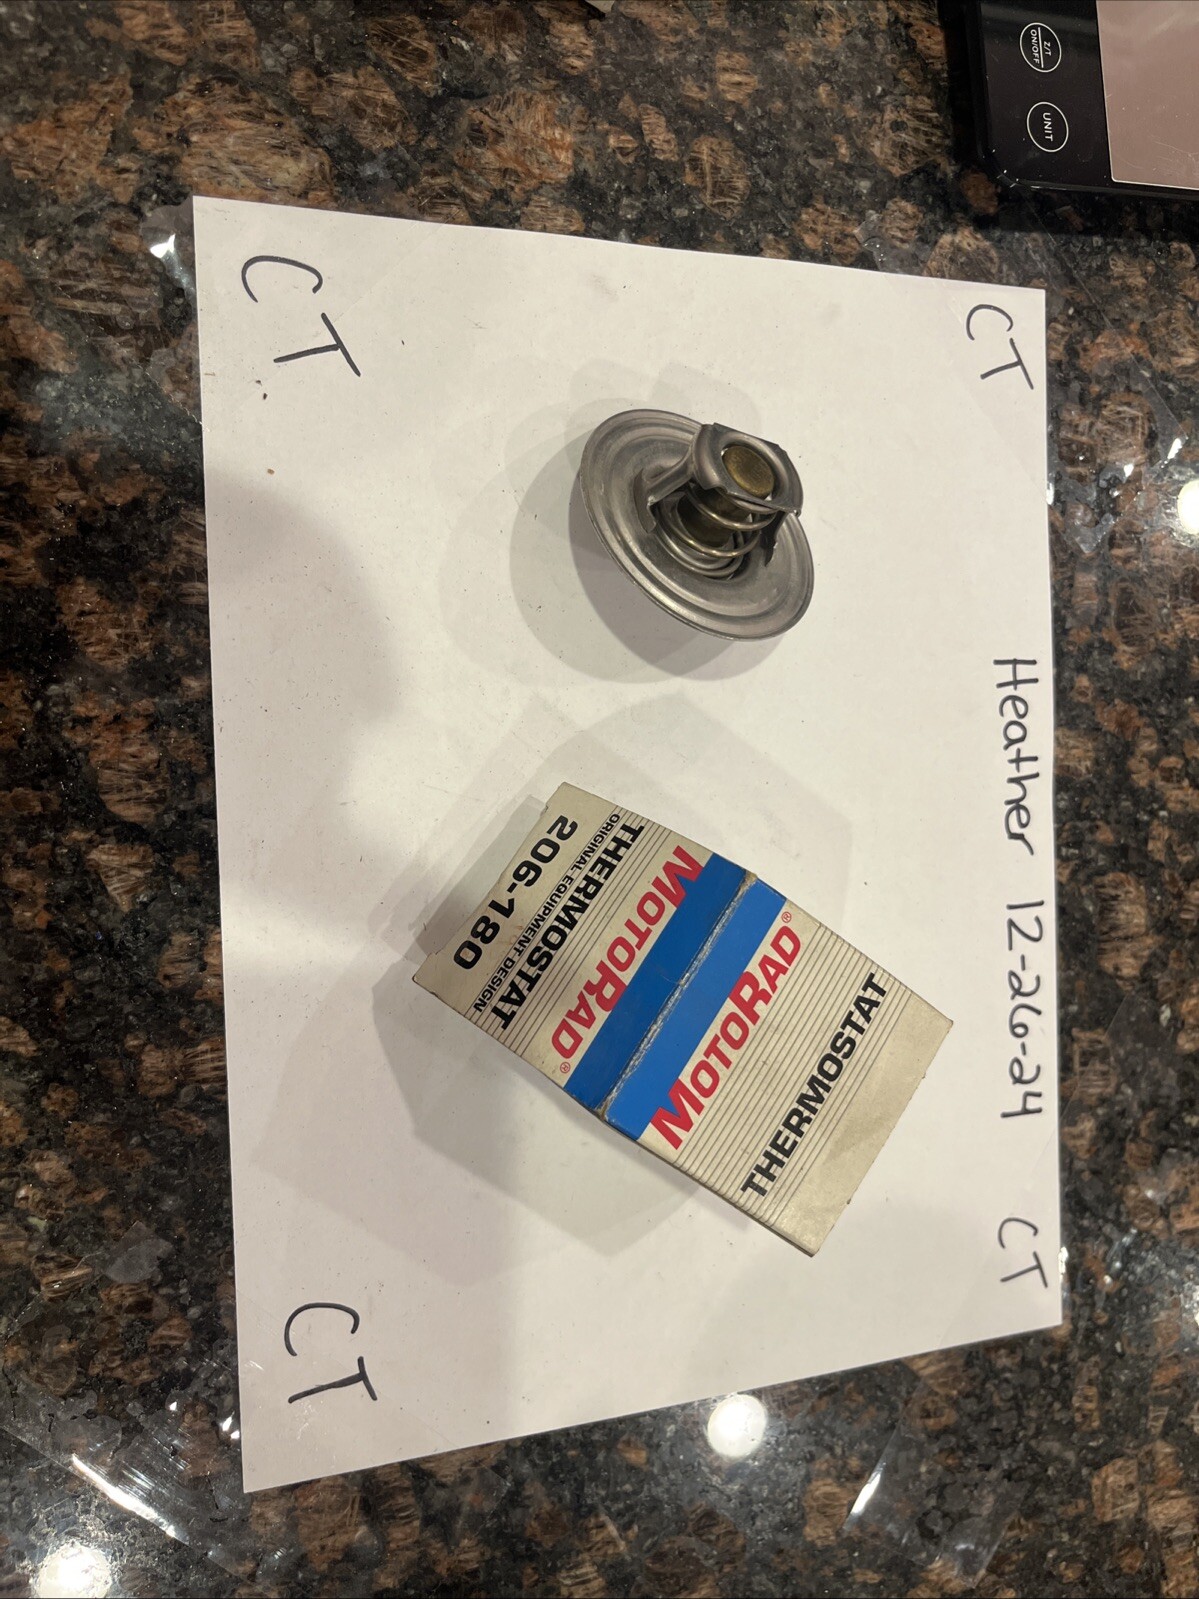 CT
Heather 12-26-24
CT
MOTORAD®
THERMOSTAT
MOTORAD®
THERMOSTAT
ORIGINAL EQUIPMENT DESIGN
206-180
CT
CT
Z/T
ON/OFF
UNIT